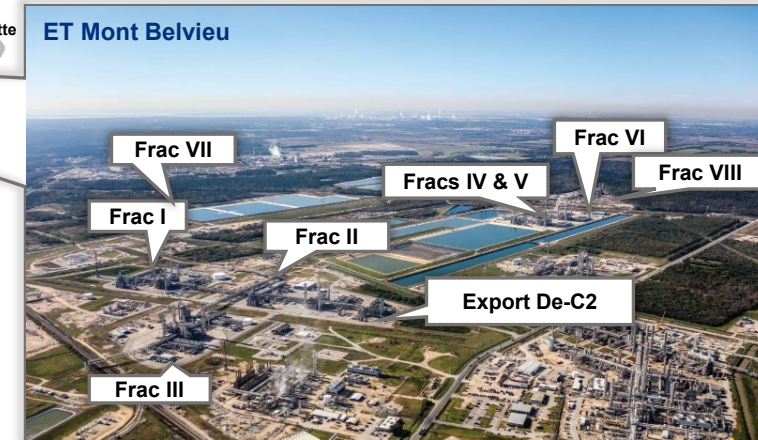 tte
ET Mont Belvieu
Frac VII
Frac VI
Fracs IV & V
Frac VIII
Frac I
Frac II
Export De-C2
Frac III